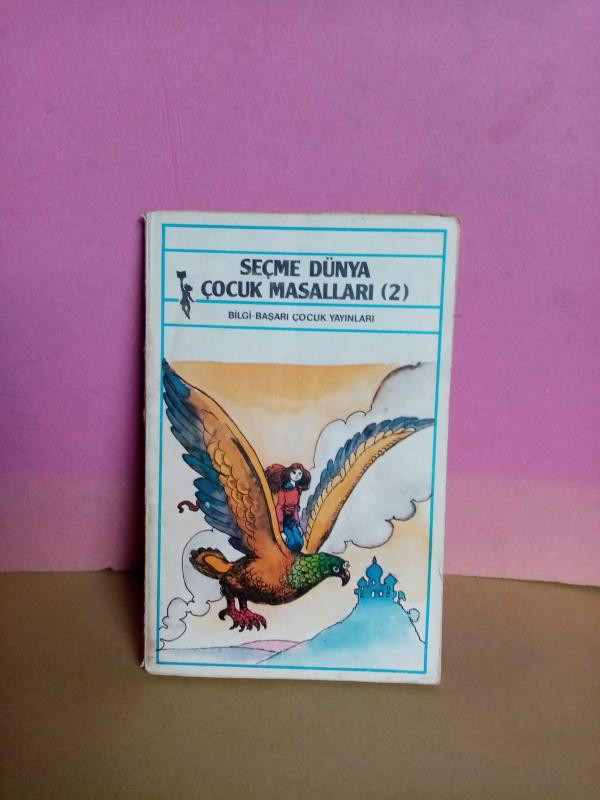 SEÇME DÜNYA
ÇOCUK MASALLARI (2)
BİLGİ-BAŞARI ÇOCUK YAYINLARI